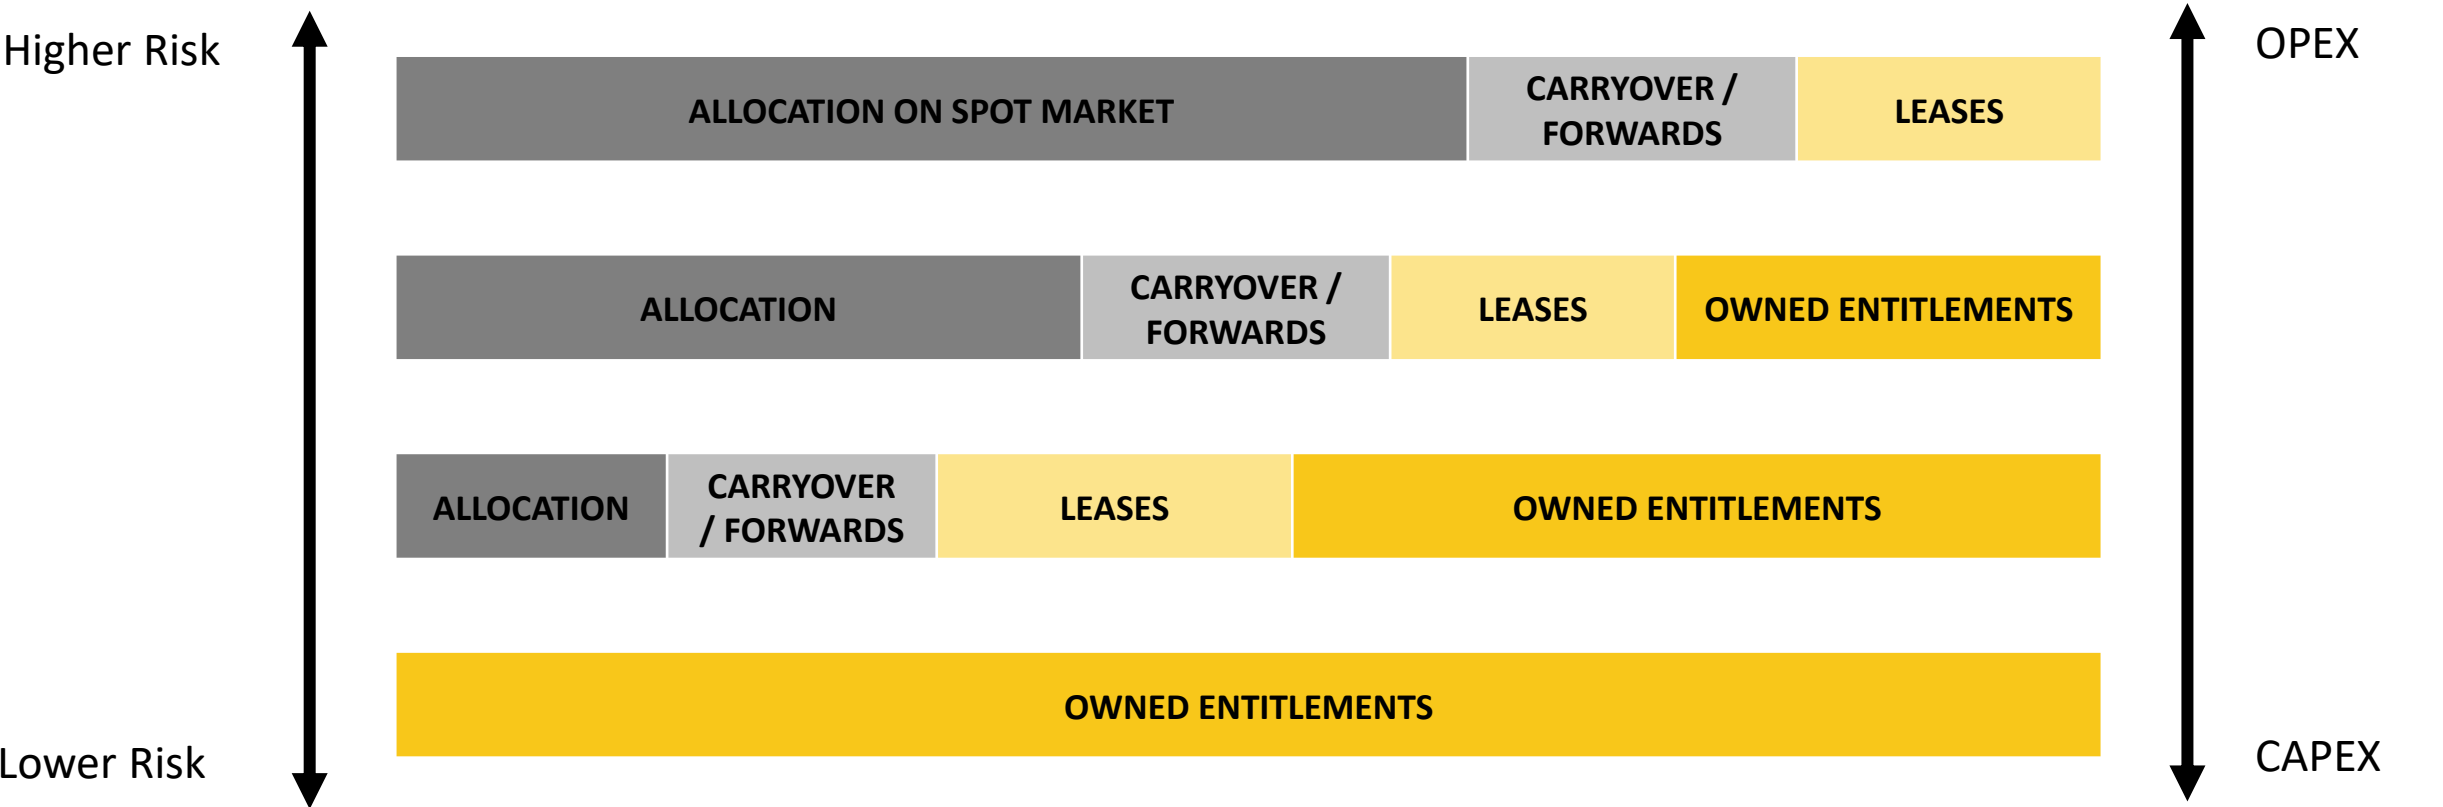 Higher Risk
OPEX
ALLOCATION ON SPOT MARKET
CARRYOVER /
FORWARDS
LEASES
ALLOCATION
CARRYOVER /
FORWARDS
LEASES
OWNED ENTITLEMENTS
ALLOCATION
CARRYOVER
/ FORWARDS
LEASES
OWNED ENTITLEMENTS
OWNED ENTITLEMENTS
Lower Risk
CAPEX